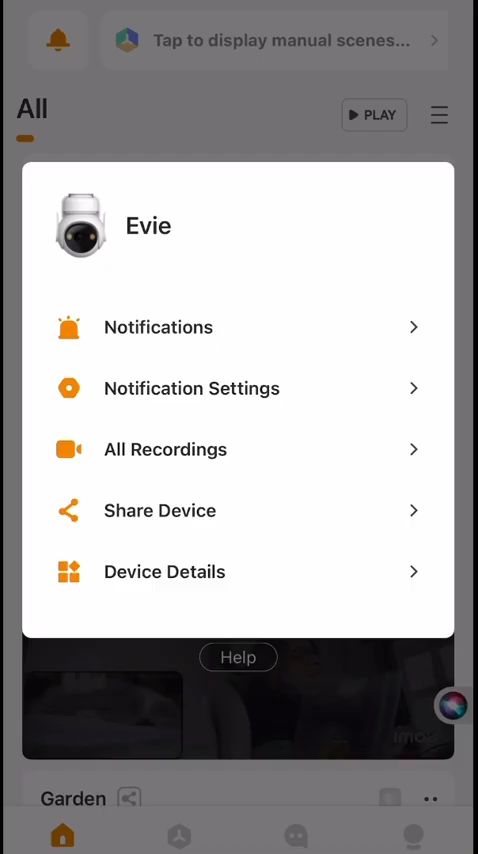 Tap to display manual scenes...
All
PLAY
Evie
Notifications
Notification Settings
All Recordings
Share Device
Device Details
Help
imou
Garden